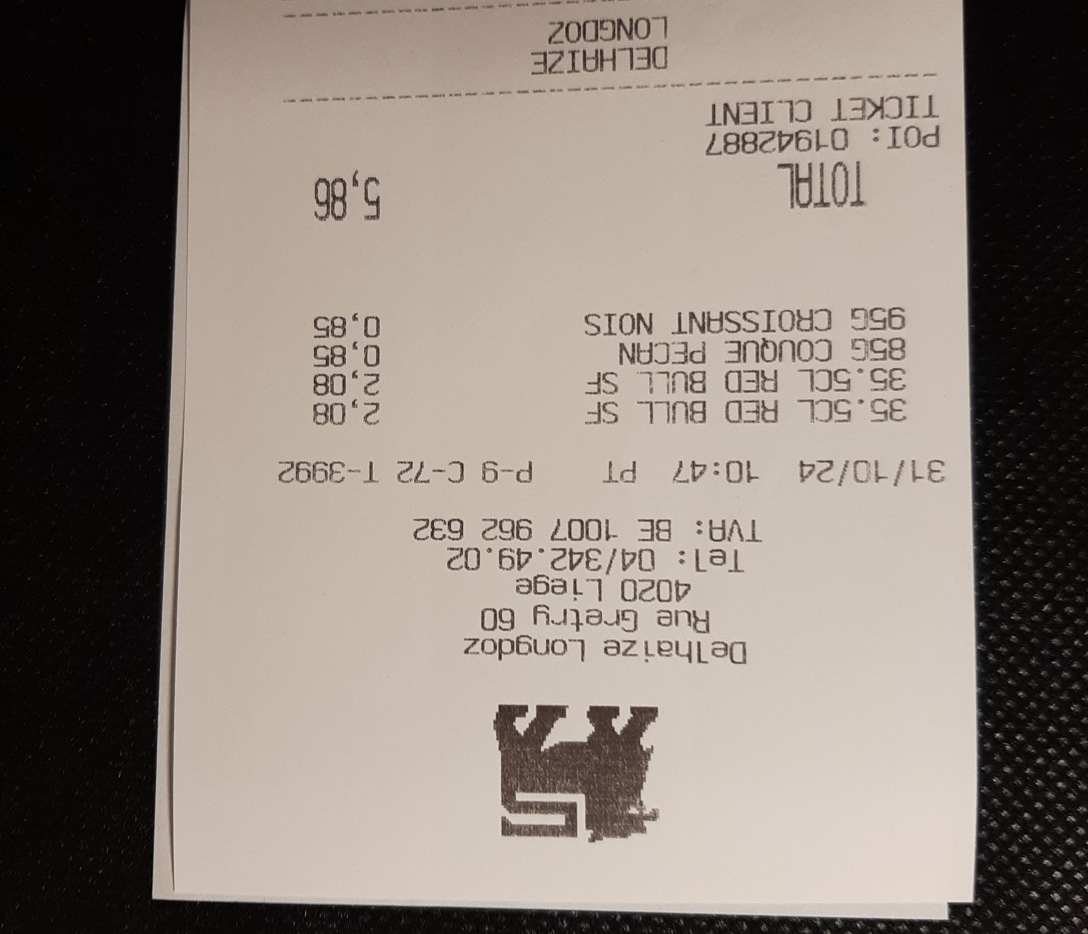 Delhaize Longdoz
Rue Gretry 60
4020 Liege
Tel: 04/342.49.02
TVA: BE 1007 962 632
31/10/24 10:47 PT P-9 C-72 T-3992
35.5CL RED BULL SF 2,08
35.5CL RED BULL SF 2,08
85G COUQUE PECAN 0,85
95G CROISSANT NOIS 0,85
TOTAL 5,86
POI: 01942887
TICKET CLIENT
DELHAIZE
LONGDOZ